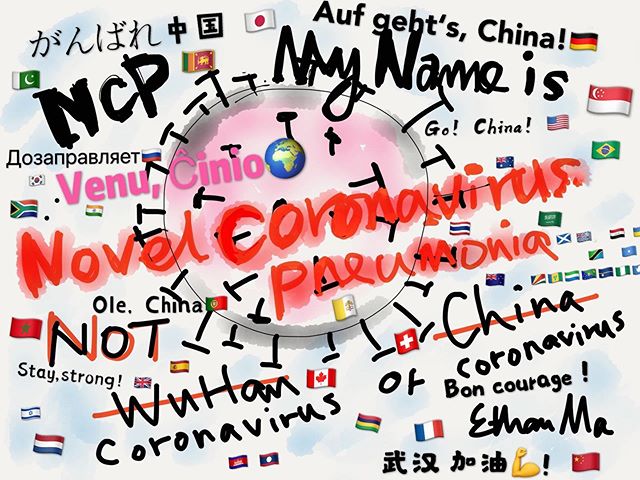 がんばれ中国
Auf geht's, China!
NCP
My Name is
Go! China!
Дозаправляет
Venu, Ĉinio
Novel Coronavirus
Pneumonia
Ole, China!
NOT
China
coronavirus
Stay,strong!
WuHan
coronavirus
or
Bon courage !
Ethan Ma
武汉加油💪!